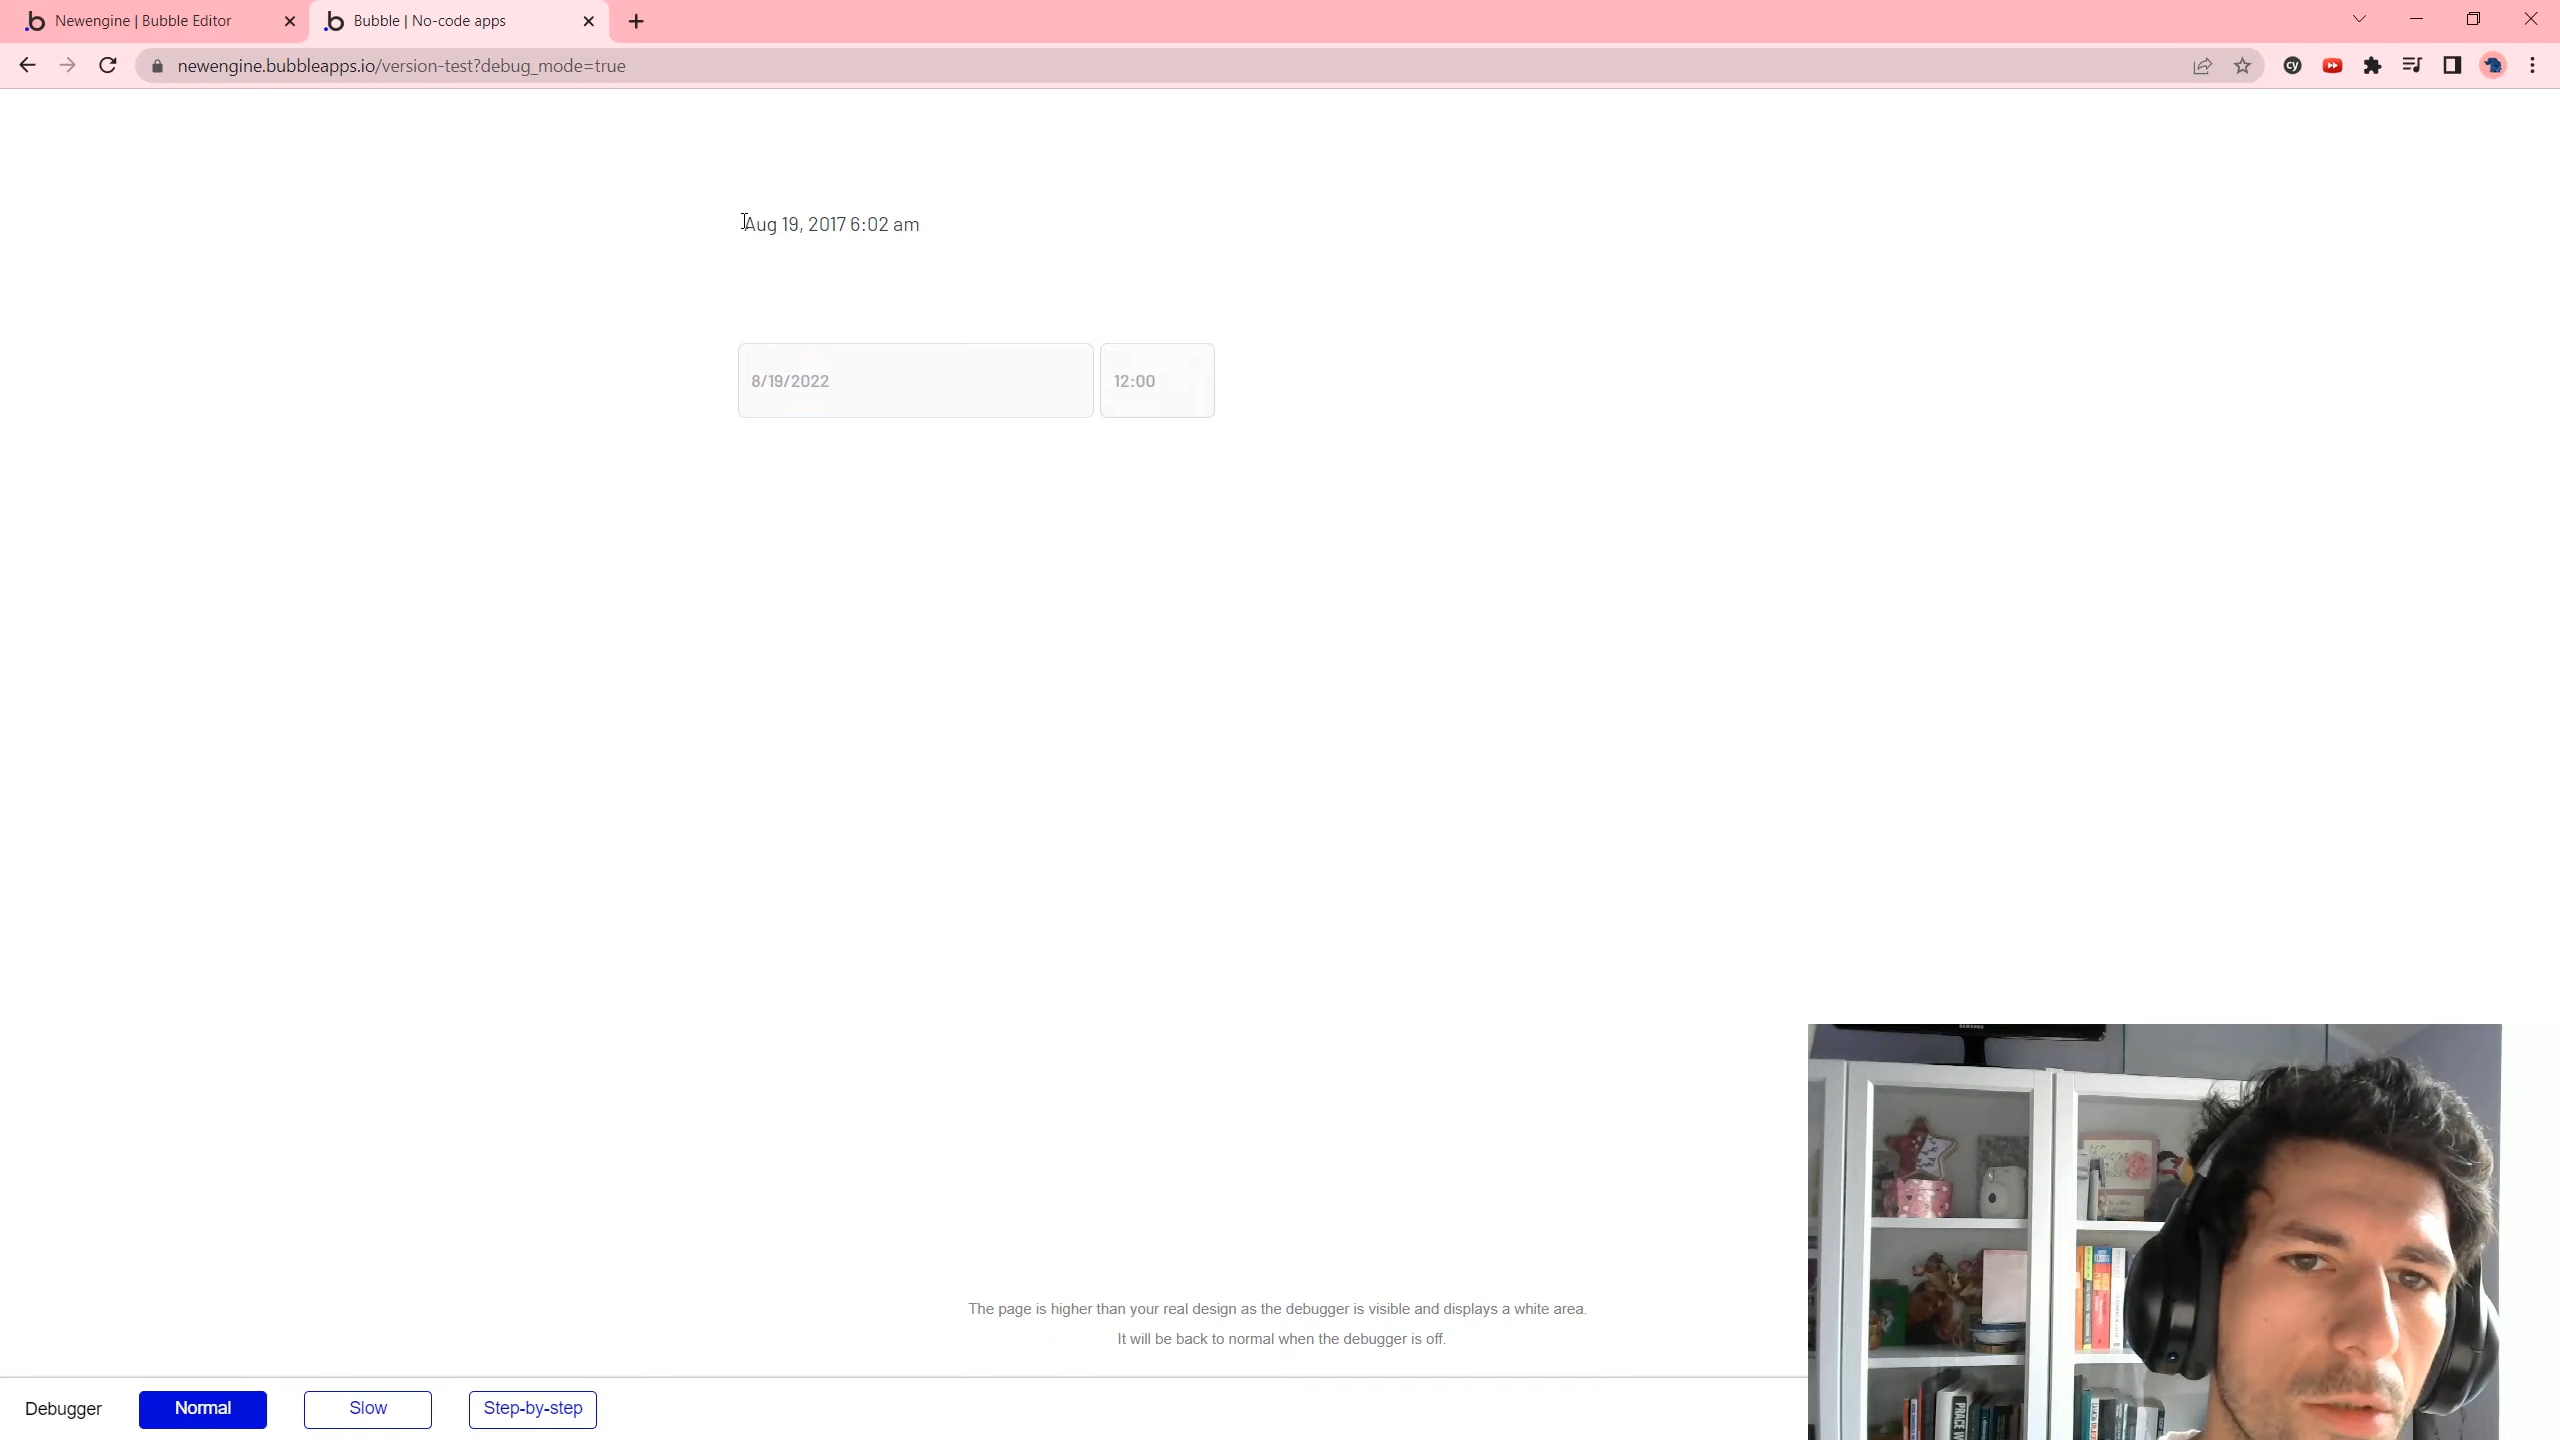 Newengine | Bubble Editor
Bubble | No-code apps
newengine.bubbleapps.io/version-test?debug_mode=true
Aug 19, 2017 6:02 am
8/19/2022
12:00
The page is higher than your real design as the debugger is visible and displays a white area.
It will be back to normal when the debugger is off.
Debugger
Normal
Slow
Step-by-step
SAMSUNG